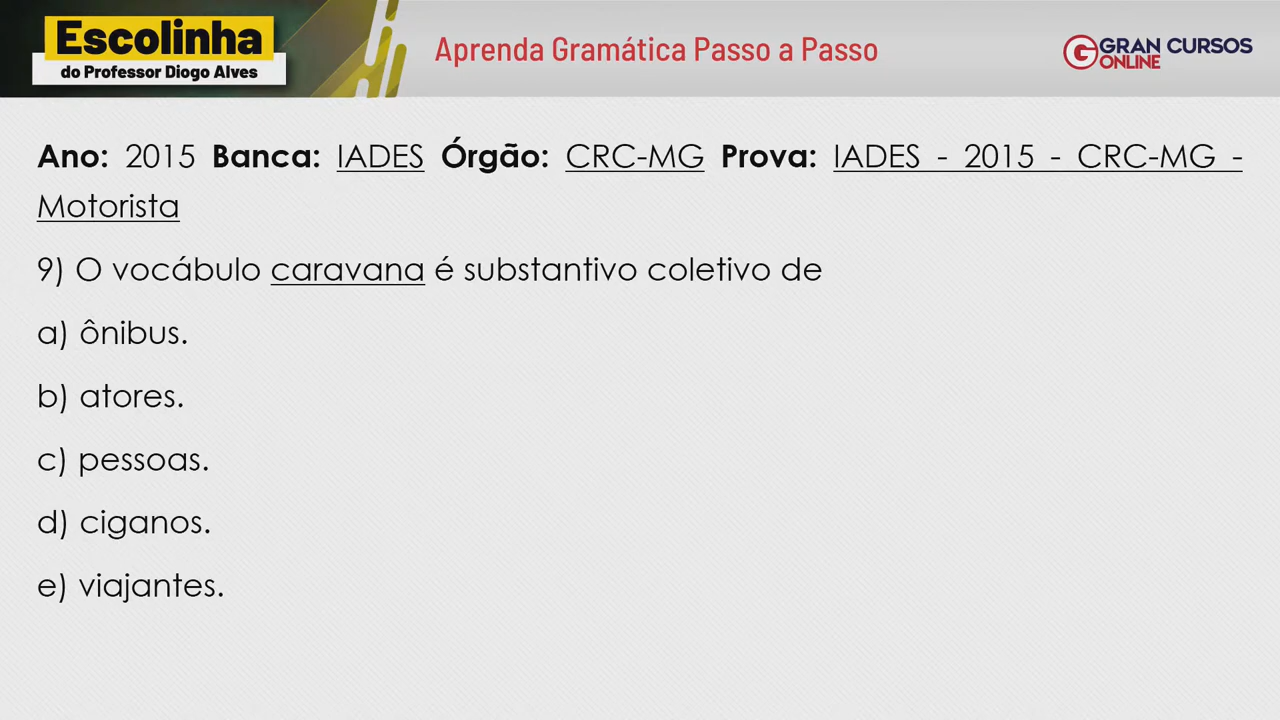 Escolinha
do Professor Diogo Alves
Aprenda Gramática Passo a Passo
GRAN CURSOS
ONLINE
Ano: 2015 Banca: IADES Órgão: CRC-MG Prova: IADES - 2015 - CRC-MG -
Motorista
9) O vocábulo caravana é substantivo coletivo de
a) ônibus.
b) atores.
c) pessoas.
d) ciganos.
e) viajantes.